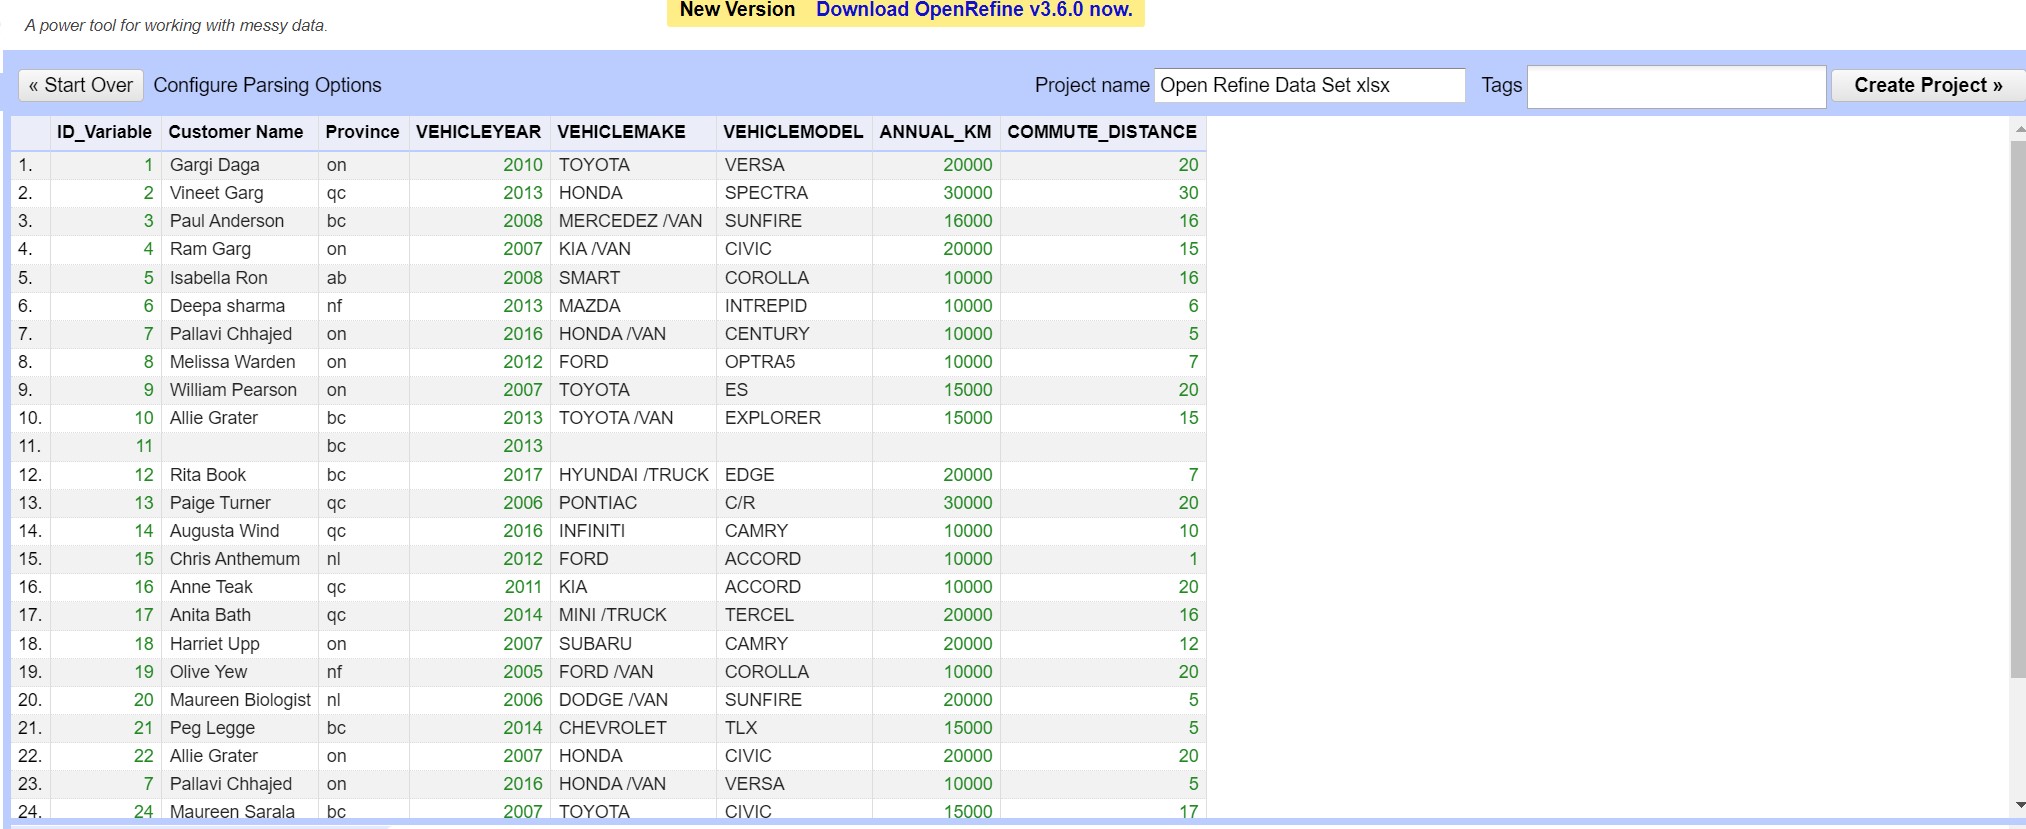 New Version Download OpenRefine v3.6.0 now.
A power tool for working with messy data.
« Start Over Configure Parsing Options Project name Open Refine Data Set xlsx Tags Create Project »
ID_Variable Customer Name Province VEHICLEYEAR VEHICLEMAKE VEHICLEMODEL ANNUAL_KM COMMUTE_DISTANCE
1. 1 Gargi Daga on 2010 TOYOTA VERSA 20000 20
2. 2 Vineet Garg qc 2013 HONDA SPECTRA 30000 30
3. 3 Paul Anderson bc 2008 MERCEDEZ /VAN SUNFIRE 16000 16
4. 4 Ram Garg on 2007 KIA /VAN CIVIC 20000 15
5. 5 Isabella Ron ab 2008 SMART COROLLA 10000 16
6. 6 Deepa sharma nf 2013 MAZDA INTREPID 10000 6
7. 7 Pallavi Chhajed on 2016 HONDA /VAN CENTURY 10000 5
8. 8 Melissa Warden on 2012 FORD OPTRA5 10000 7
9. 9 William Pearson on 2007 TOYOTA ES 15000 20
10. 10 Allie Grater bc 2013 TOYOTA /VAN EXPLORER 15000 15
11. 11 bc 2013
12. 12 Rita Book bc 2017 HYUNDAI /TRUCK EDGE 20000 7
13. 13 Paige Turner qc 2006 PONTIAC C/R 30000 20
14. 14 Augusta Wind qc 2016 INFINITI CAMRY 10000 10
15. 15 Chris Anthemum nl 2012 FORD ACCORD 10000 1
16. 16 Anne Teak qc 2011 KIA ACCORD 10000 20
17. 17 Anita Bath qc 2014 MINI /TRUCK TERCEL 20000 16
18. 18 Harriet Upp on 2007 SUBARU CAMRY 20000 12
19. 19 Olive Yew nf 2005 FORD /VAN COROLLA 10000 20
20. 20 Maureen Biologist nl 2006 DODGE /VAN SUNFIRE 20000 5
21. 21 Peg Legge bc 2014 CHEVROLET TLX 15000 5
22. 22 Allie Grater on 2007 HONDA CIVIC 20000 20
23. 7 Pallavi Chhajed on 2016 HONDA /VAN VERSA 10000 5
24. 24 Maureen Sarala bc 2007 TOYOTA CIVIC 15000 17